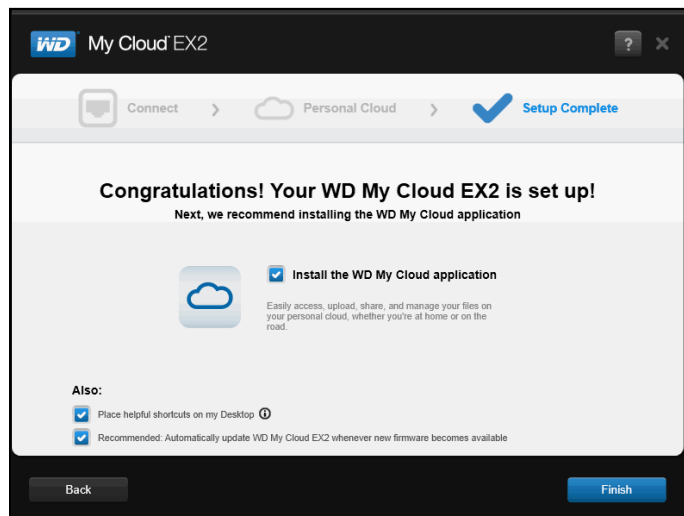 WD My Cloud EX2 ?
Connect > Personal Cloud > Setup Complete
Congratulations! Your WD My Cloud EX2 is set up!
Next, we recommend installing the WD My Cloud application
Install the WD My Cloud application
Easily access, upload, share, and manage your files on
your personal cloud, whether you're at home or on the
road.
Also:
Place helpful shortcuts on my Desktop
Recommended: Automatically update WD My Cloud EX2 whenever new firmware becomes available
Back Finish